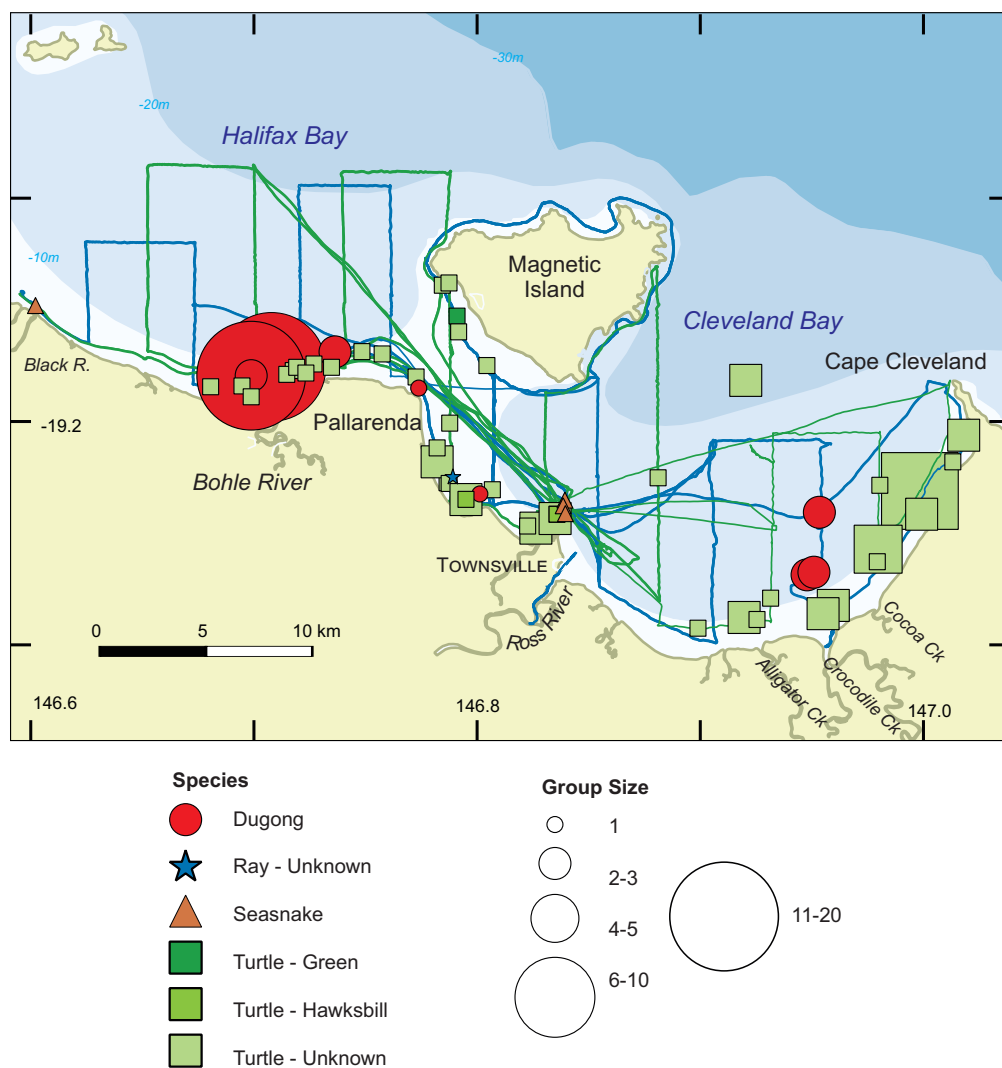 -30m
-20m
Halifax Bay
-10m
Magnetic
Island
Cleveland Bay
Black R.
Cape Cleveland
Pallarenda
-19.2
Bohle River
TOWNSVILLE
Ross River
Cocoa Ck
Crocodile Ck
Alligator Ck
0 5 10 km
146.6 146.8 147.0
Species
Dugong
Ray - Unknown
Seasnake
Turtle - Green
Turtle - Hawksbill
Turtle - Unknown
Group Size
1
2-3
4-5
6-10
11-20